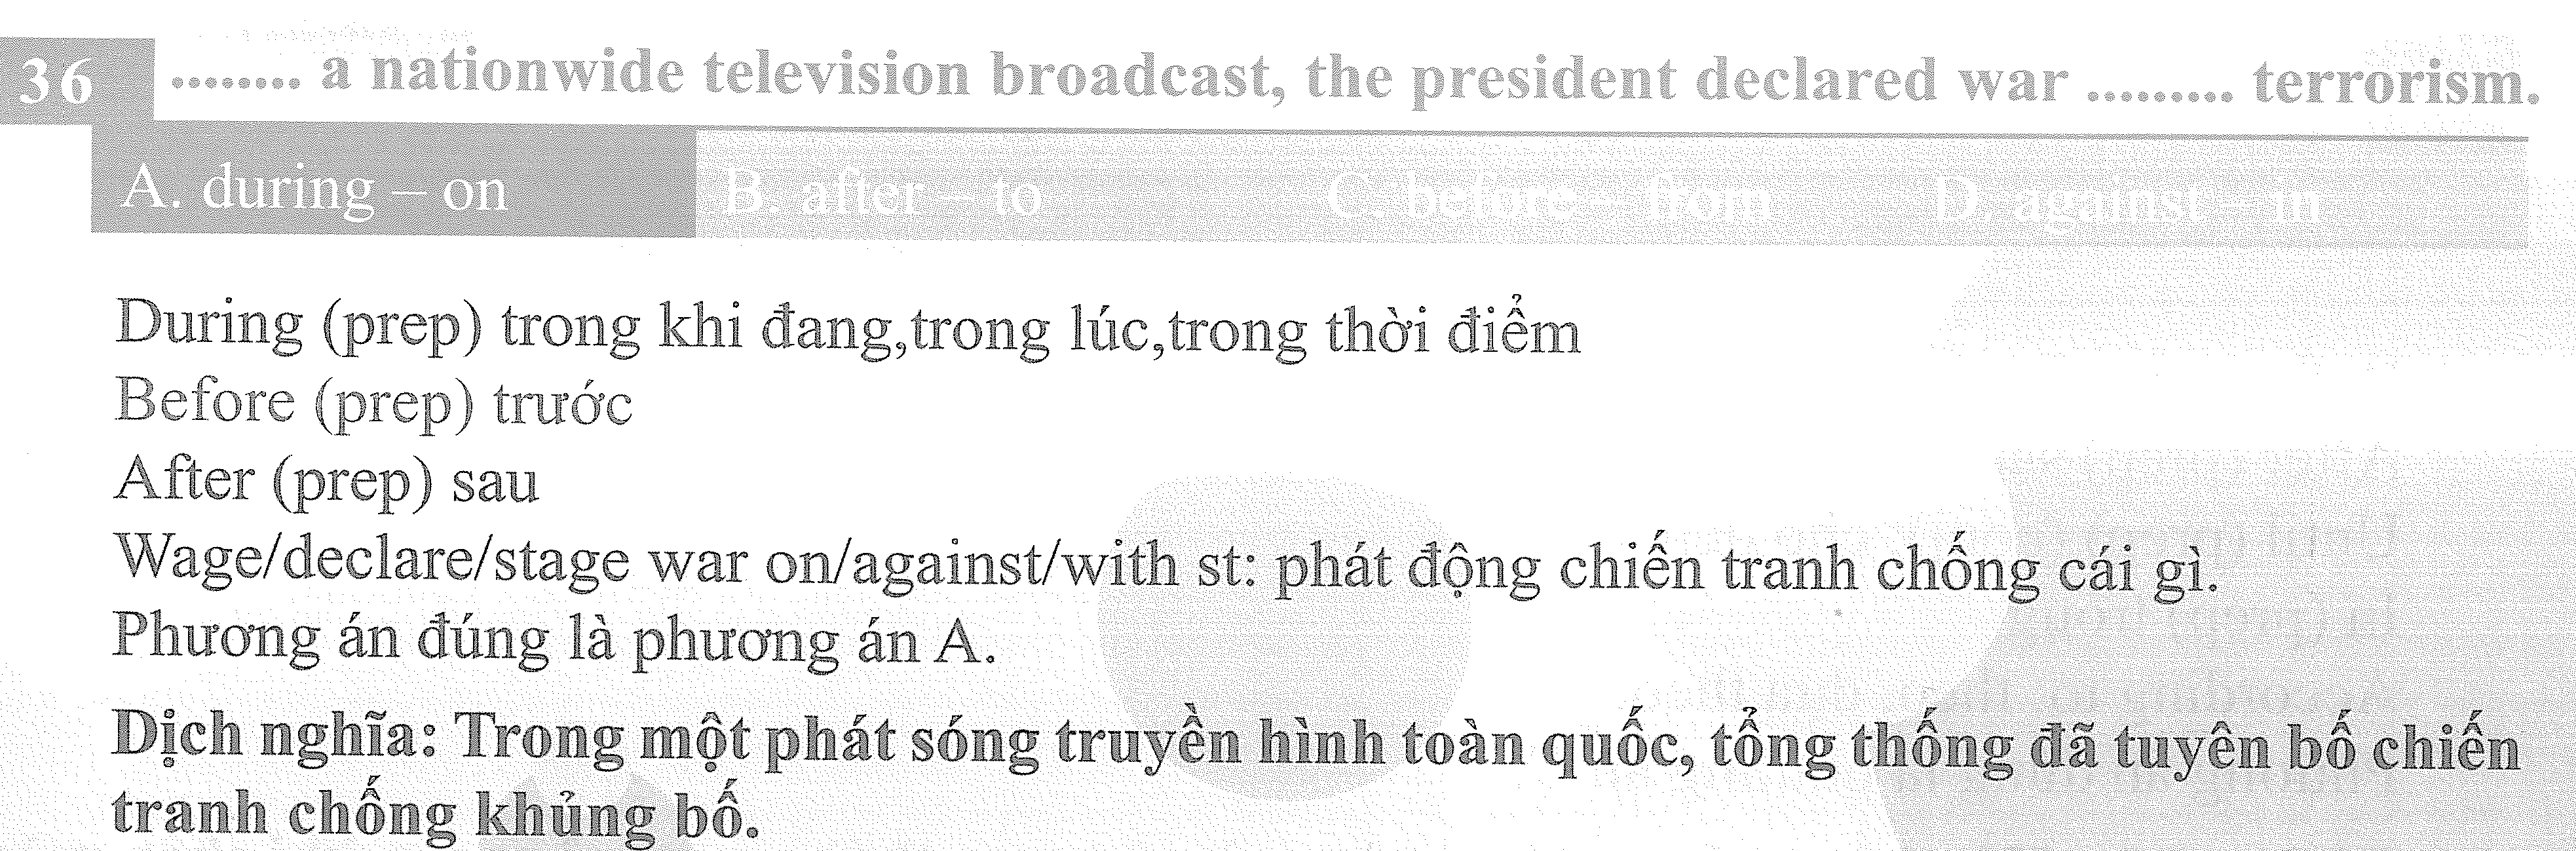 36 ........ a nationwide television broadcast, the president declared war ......... terrorism.
A. during – on B. after – to C. before – from D. against – in
During (prep) trong khi đang,trong lúc,trong thời điểm
Before (prep) trước
After (prep) sau
Wage/declare/stage war on/against/with st: phát động chiến tranh chống cái gì.
Phương án đúng là phương án A.
Dịch nghĩa: Trong một phát sóng truyền hình toàn quốc, tổng thống đã tuyên bố chiến
tranh chống khủng bố.